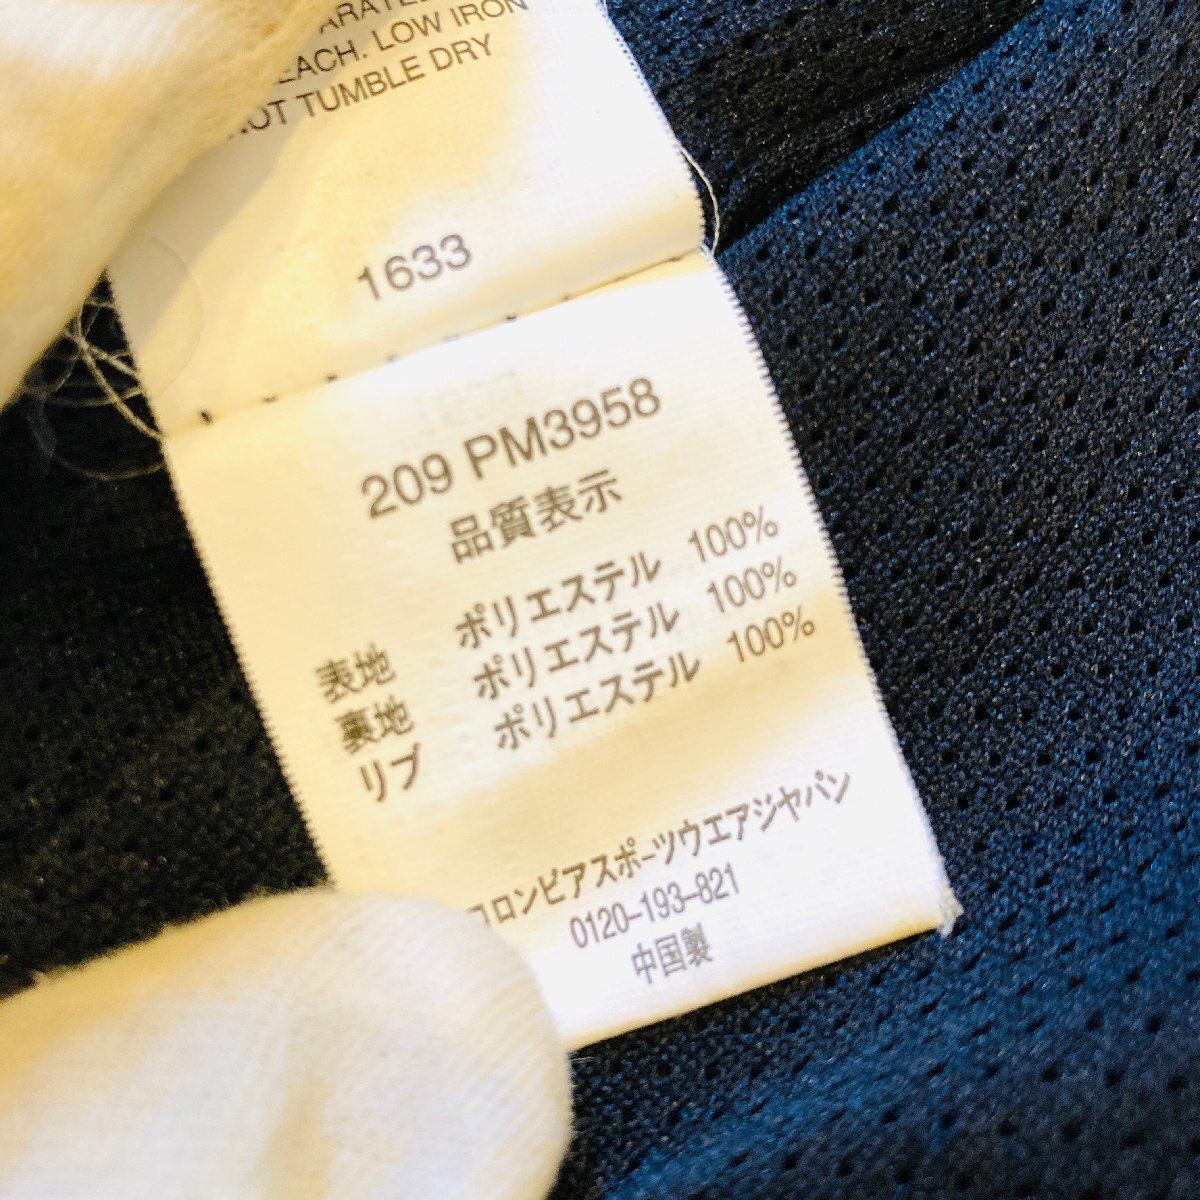 LOW IRON
NOT TUMBLE DRY
1633
209 PM3958
品質表示
表地 ポリエステル 100%
裏地 ポリエステル 100%
リブ ポリエステル 100%
コロンビアスポーツウエアジャパン
0120-193-821
中国製